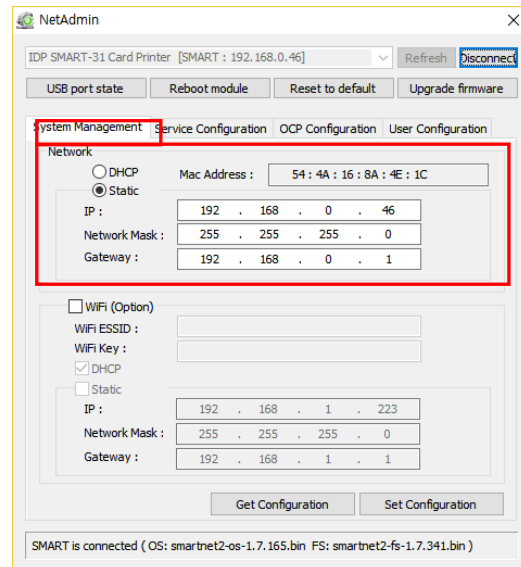 NetAdmin
IDP SMART-31 Card Printer [SMART : 192.168.0.46] Refresh Disconnect
USB port state Reboot module Reset to default Upgrade firmware
System Management Service Configuration OCP Configuration User Configuration
Network
DHCP Mac Address : 54 : 4A : 16 : 8A : 4E : 1C
Static
IP : 192 . 168 . 0 . 46
Network Mask : 255 . 255 . 255 . 0
Gateway : 192 . 168 . 0 . 1
WiFi (Option)
WiFi ESSID :
WiFi Key :
DHCP
Static
IP : 192 . 168 . 1 . 223
Network Mask : 255 . 255 . 255 . 0
Gateway : 192 . 168 . 1 . 1
Get Configuration Set Configuration
SMART is connected ( OS: smartnet2-os-1.7.165.bin FS: smartnet2-fs-1.7.341.bin )